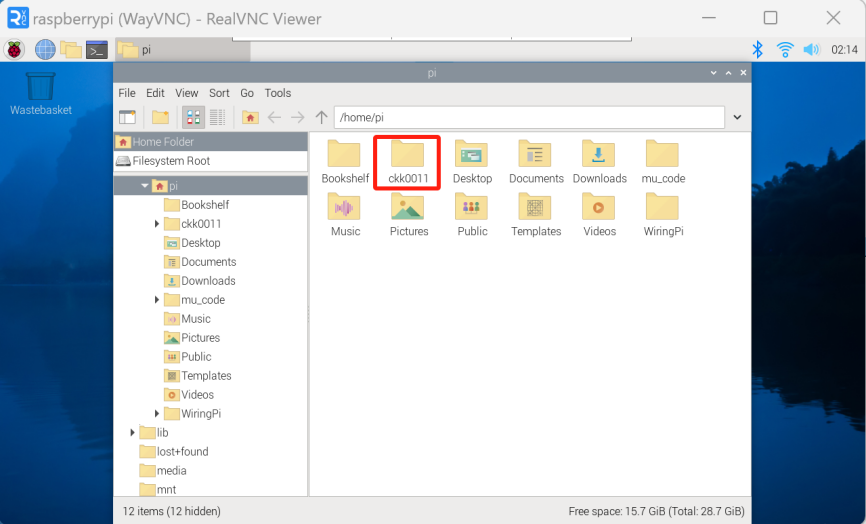 raspberrypi (WayVNC) - RealVNC Viewer
pi
02:14
Wastebasket
pi
File Edit View Sort Go Tools
/home/pi
Home Folder
Filesystem Root
pi
Bookshelf
ckk0011
Desktop
Documents
Downloads
mu_code
Music
Pictures
Public
Templates
Videos
WiringPi
lib
lost+found
media
mnt
Bookshelf ckk0011 Desktop Documents Downloads mu_code
Music Pictures Public Templates Videos WiringPi
12 items (12 hidden)
Free space: 15.7 GiB (Total: 28.7 GiB)